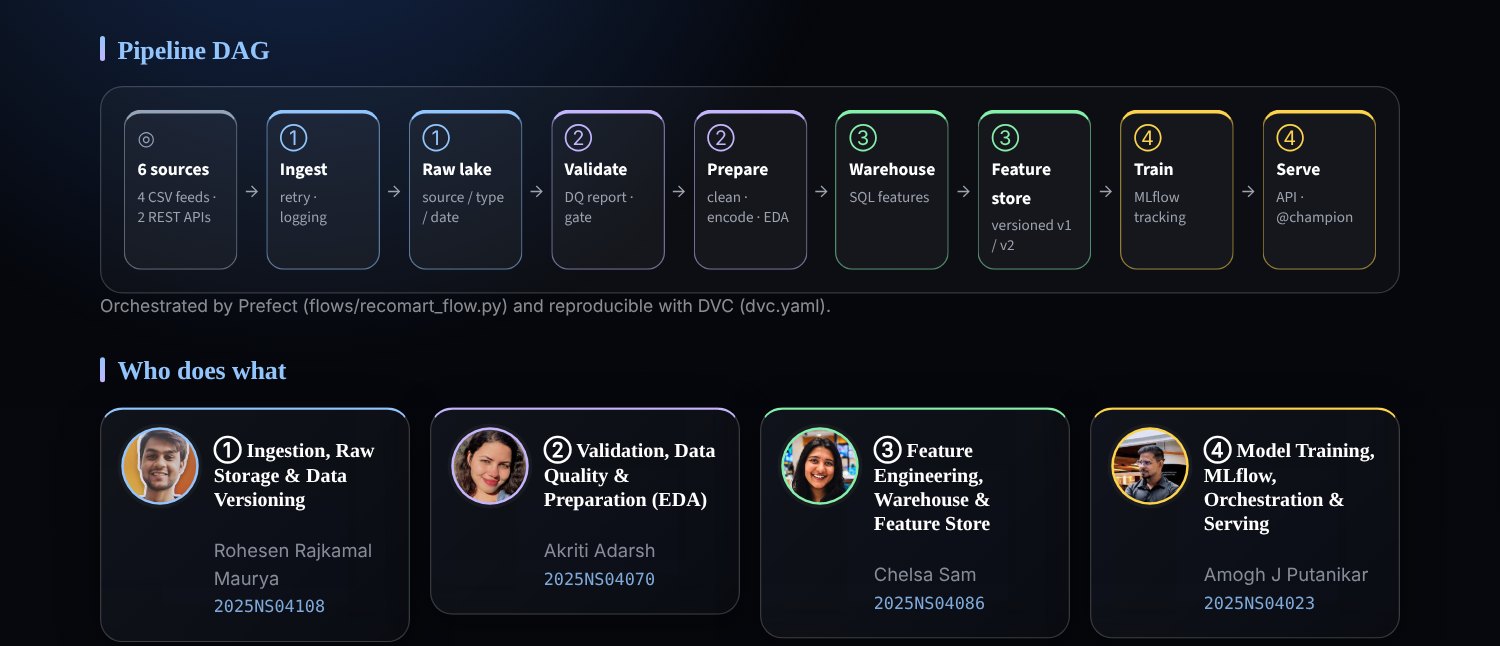 Pipeline DAG
◎
6 sources
4 CSV feeds ·
2 REST APIs
→
①
Ingest
retry ·
logging
→
①
Raw lake
source / type
/ date
→
②
Validate
DQ report ·
gate
→
②
Prepare
clean ·
encode · EDA
→
③
Warehouse
SQL features
→
③
Feature
store
versioned v1
/ v2
→
④
Train
MLflow
tracking
→
④
Serve
API ·
@champion
Orchestrated by Prefect (flows/recomart_flow.py) and reproducible with DVC (dvc.yaml).
Who does what
① Ingestion, Raw
Storage & Data
Versioning
Rohesen Rajkamal
Maurya
2025NS04108
② Validation, Data
Quality &
Preparation (EDA)
Akriti Adarsh
2025NS04070
③ Feature
Engineering,
Warehouse &
Feature Store
Chelsa Sam
2025NS04086
④ Model Training,
MLflow,
Orchestration &
Serving
Amogh J Putanikar
2025NS04023